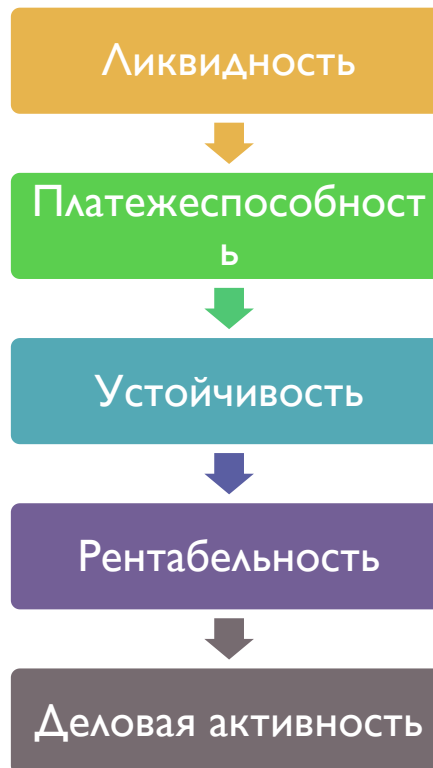 Ликвидность
Платежеспособност
ь
Устойчивость
Рентабельность
Деловая активность